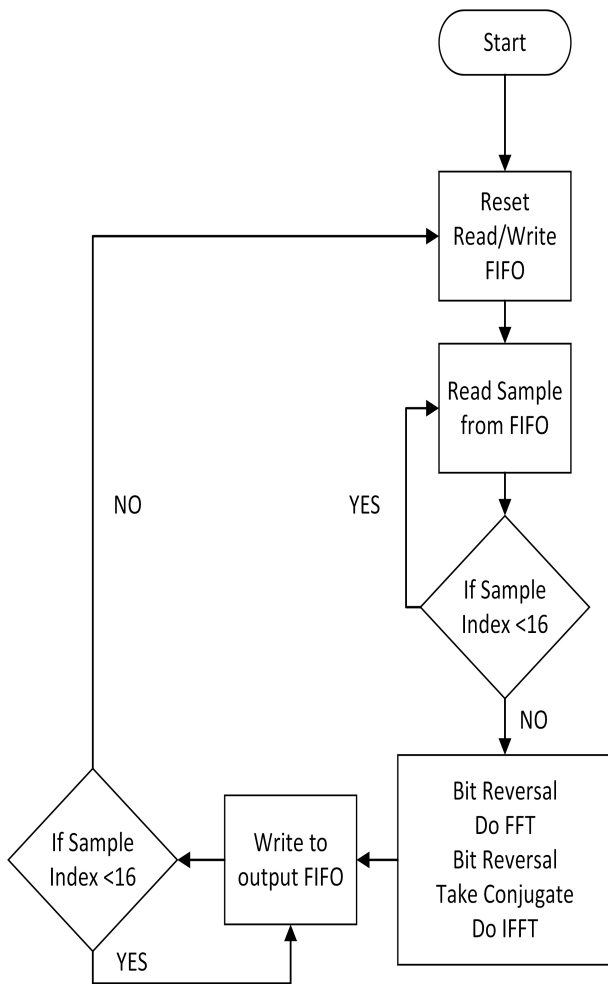 Start
Reset
Read/Write
FIFO
Read Sample
from FIFO
NO
YES
If Sample
Index <16
NO
Bit Reversal
Do FFT
Bit Reversal
Take Conjugate
Do IFFT
Write to
output FIFO
If Sample
Index <16
YES